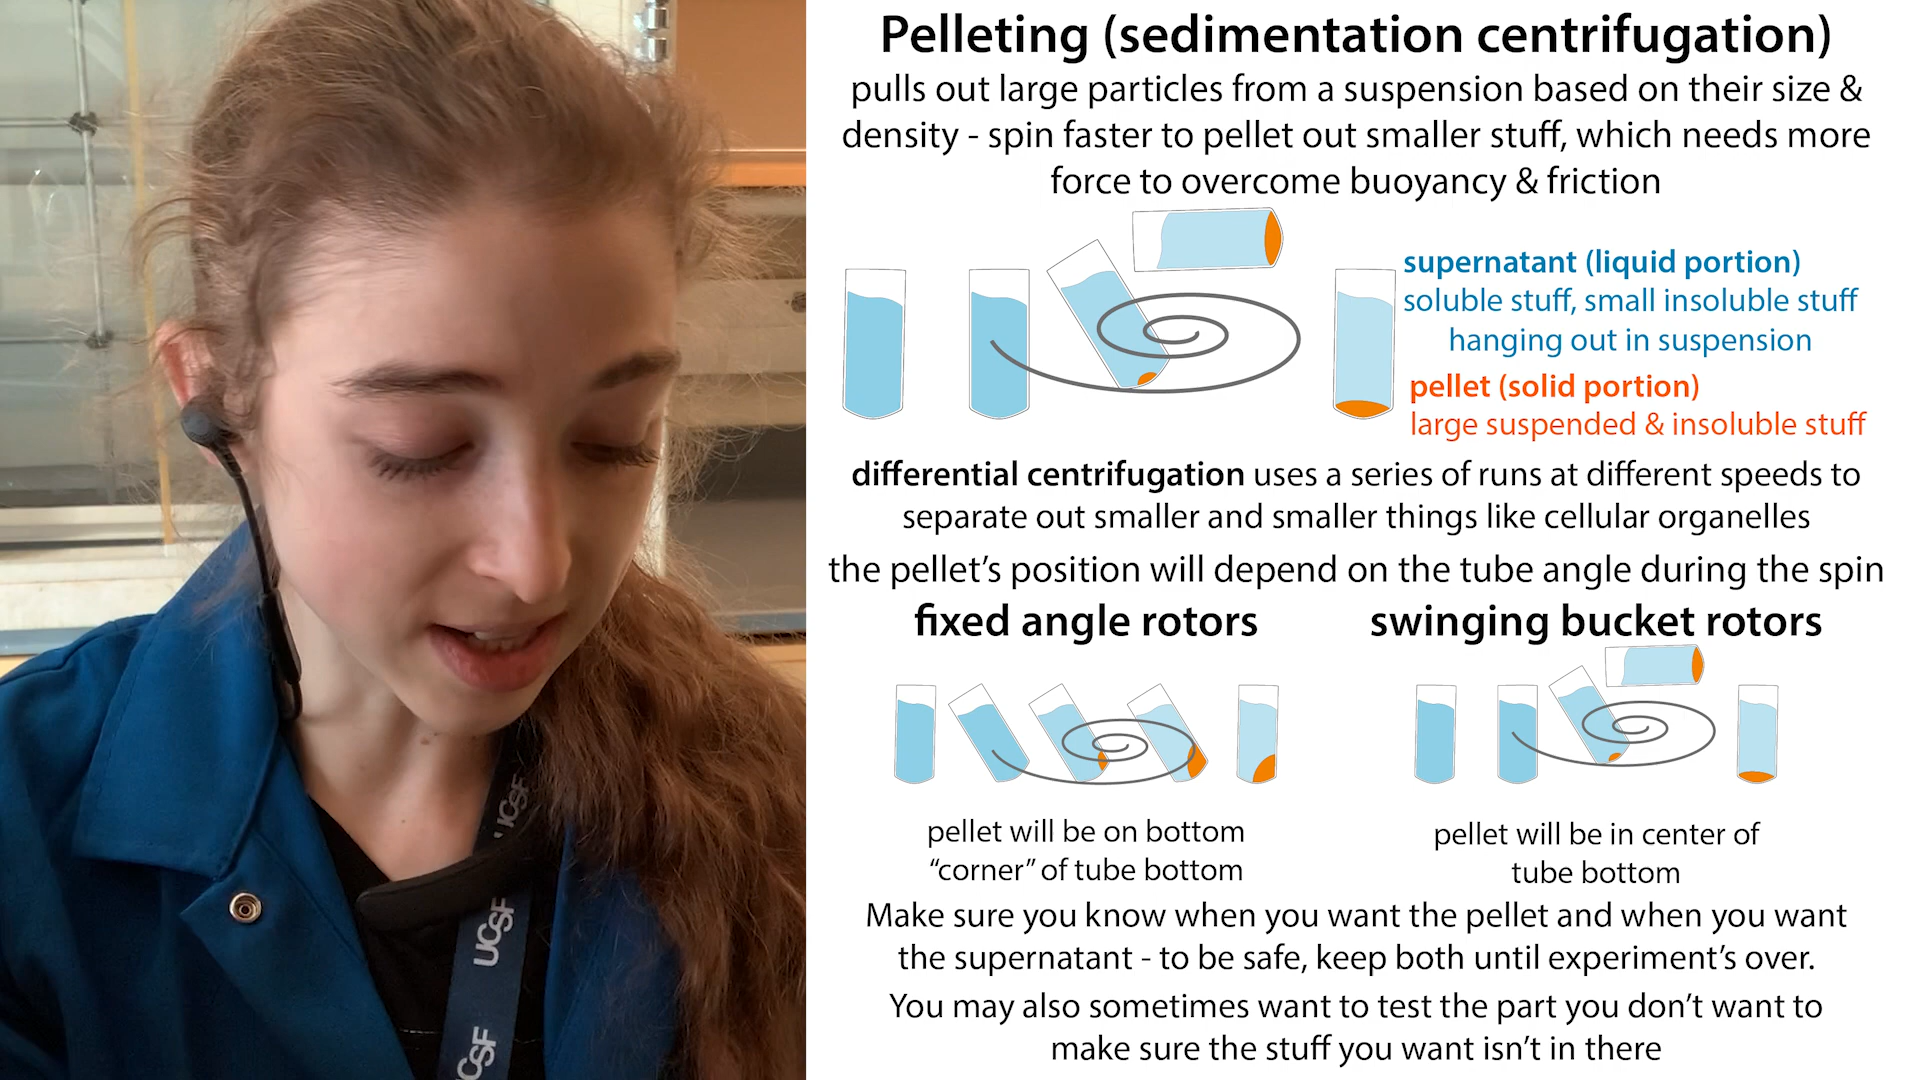 Pelleting (sedimentation centrifugation)
pulls out large particles from a suspension based on their size &
density - spin faster to pellet out smaller stuff, which needs more
force to overcome buoyancy & friction
supernatant (liquid portion)
soluble stuff, small insoluble stuff
hanging out in suspension
pellet (solid portion)
large suspended & insoluble stuff
differential centrifugation uses a series of runs at different speeds to
separate out smaller and smaller things like cellular organelles
the pellet's position will depend on the tube angle during the spin
fixed angle rotors
swinging bucket rotors
pellet will be on bottom
“corner” of tube bottom
pellet will be in center of
tube bottom
Make sure you know when you want the pellet and when you want
the supernatant - to be safe, keep both until experiment's over.
You may also sometimes want to test the part you don't want to
make sure the stuff you want isn't in there
UCSF
UCSF
UCSF